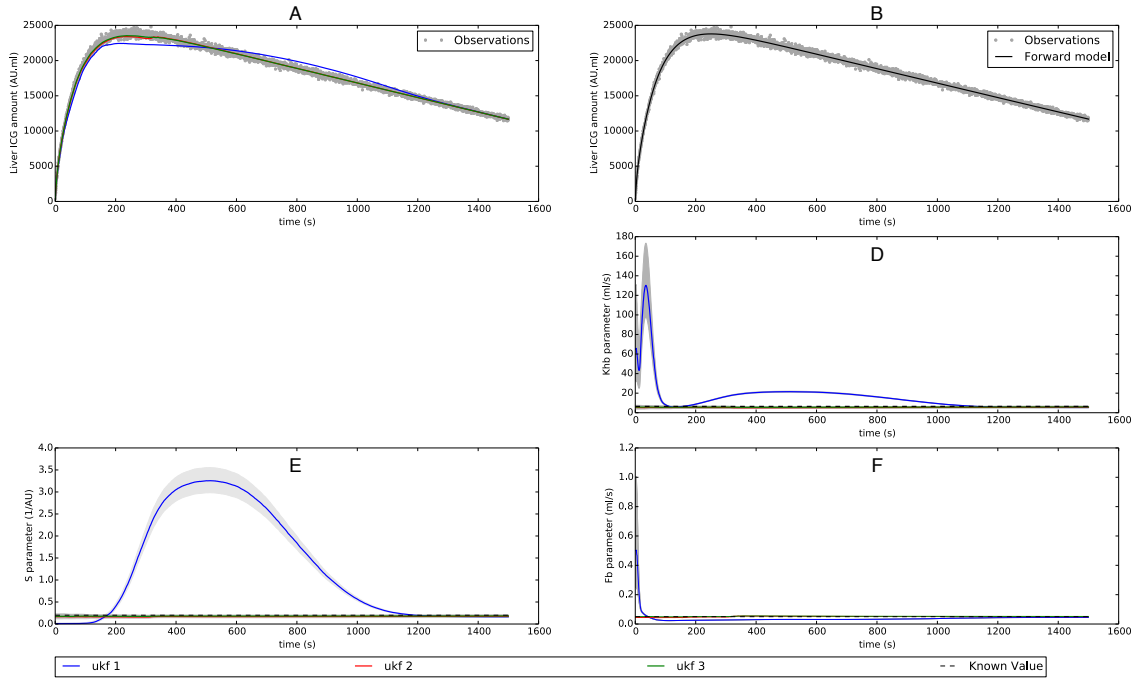 A
B
25000
20000
15000
10000
5000
0
Liver ICG amount (AU.ml)
Observations
0 200 400 600 800 1000 1200 1400 1600
time (s)
25000
20000
15000
10000
5000
0
Liver ICG amount (AU.ml)
Observations
Forward model
0 200 400 600 800 1000 1200 1400 1600
time (s)
D
180
160
140
120
100
80
60
40
20
0
Khb parameter (ml/s)
0 200 400 600 800 1000 1200 1400 1600
time (s)
E
4.0
3.5
3.0
2.5
2.0
1.5
1.0
0.5
0.0
S parameter (1/AU)
0 200 400 600 800 1000 1200 1400 1600
time (s)
F
1.2
1.0
0.8
0.6
0.4
0.2
0.0
Fb parameter (ml/s)
0 200 400 600 800 1000 1200 1400 1600
time (s)
ukf 1 ukf 2 ukf 3 Known Value